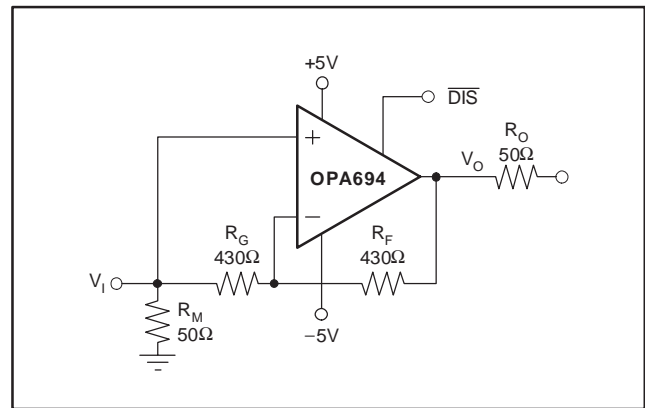 +5V
DIS
+
OPA694
−
V_O
R_O
50Ω
R_G
430Ω
R_F
430Ω
V_I
R_M
50Ω
−5V